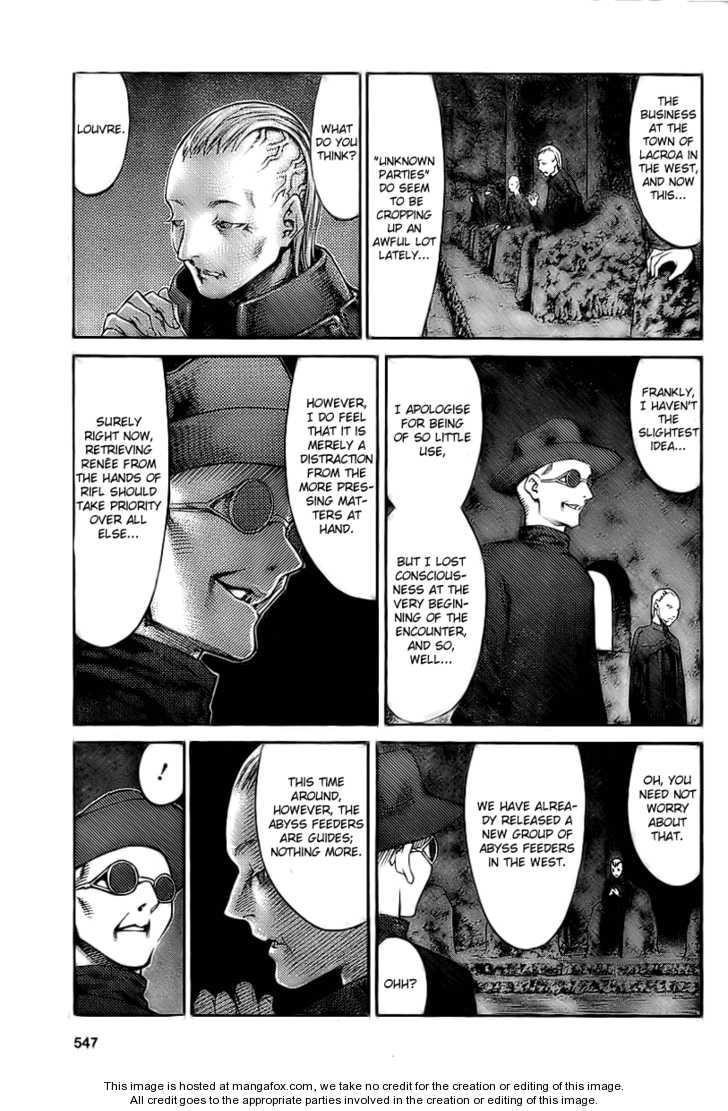 THE
BUSINESS
AT THE
TOWN OF
LACROA IN
THE WEST,
AND NOW
THIS...
"UNKNOWN
PARTIES"
DO SEEM
TO BE
CROPPING
UP AN
AWFUL LOT
LATELY...
WHAT
DO YOU
THINK?
LOUVRE.
FRANKLY,
I HAVEN'T
THE
SLIGHTEST
IDEA...
I APOLOGISE
FOR BEING
OF SO LITTLE
USE,
BUT I LOST
CONSCIOUS-
NESS AT THE
VERY BEGIN-
NING OF THE
ENCOUNTER,
AND SO,
WELL...
HOWEVER,
I DO FEEL
THAT IT IS
MERELY A
DISTRACTION
FROM THE
MORE PRES-
SING MAT-
TERS AT
HAND.
SURELY
RIGHT NOW,
RETRIEVING
RENÈE FROM
THE HANDS OF
RIFL SHOULD
TAKE PRIORITY
OVER ALL
ELSE...
OH, YOU
NEED NOT
WORRY
ABOUT
THAT.
WE HAVE ALREA-
DY RELEASED A
NEW GROUP OF
ABYSS FEEDERS
IN THE WEST.
OHH?
THIS TIME
AROUND,
HOWEVER, THE
ABYSS FEEDERS
ARE GUIDES;
NOTHING MORE.
!
547
This image is hosted at mangafox.com, we take no credit for the creation or editing of this image.
All credit goes to the appropriate parties involved in the creation or editing of this image.